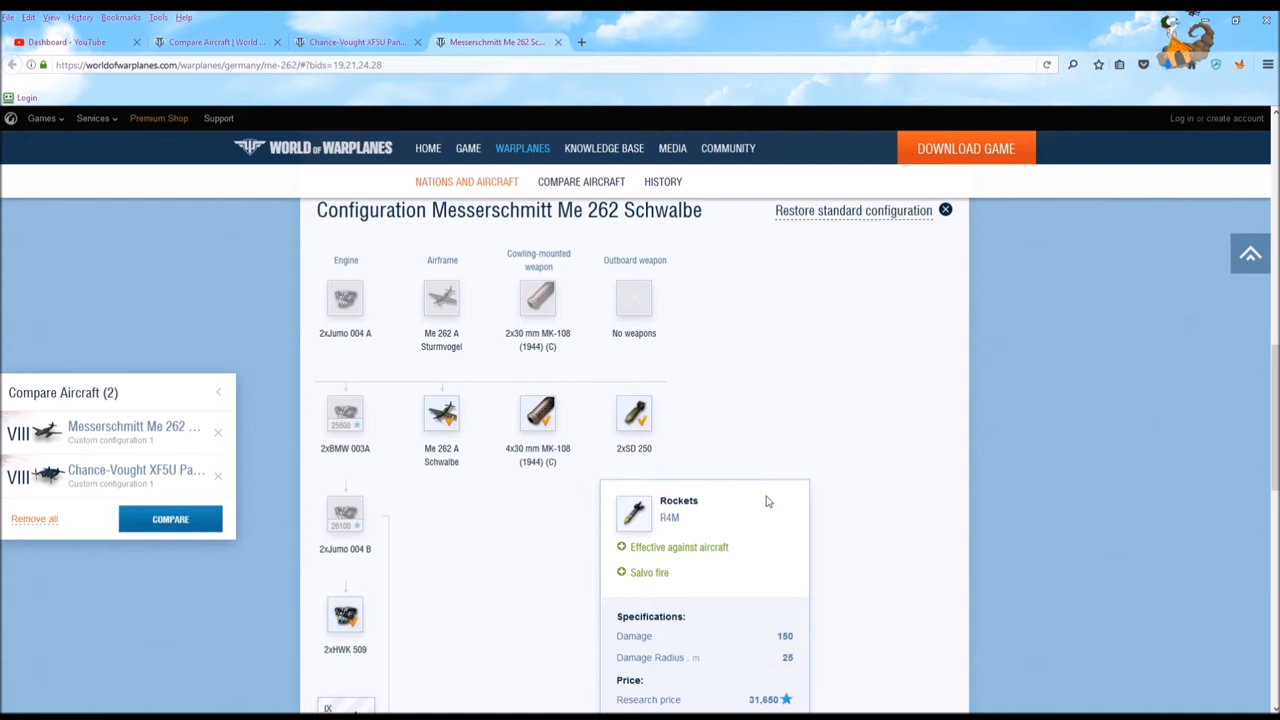 File Edit View History Bookmarks Tools Help
Dashboard - YouTube
Compare Aircraft | World ...
Chance-Vought XF5U Pan...
Messerschmitt Me 262 Sc...
https://worldofwarplanes.com/warplanes/germany/me-262/#?bids=19,21,24,28
Login
Games Services Premium Shop Support
Log in or create account
WORLD OF WARPLANES
HOME GAME WARPLANES KNOWLEDGE BASE MEDIA COMMUNITY
DOWNLOAD GAME
NATIONS AND AIRCRAFT COMPARE AIRCRAFT HISTORY
Configuration Messerschmitt Me 262 Schwalbe
Restore standard configuration
Engine
Airframe
Cowling-mounted
weapon
Outboard weapon
2xJumo 004 A
Me 262 A
Sturmvogel
2x30 mm MK-108
(1944) (C)
No weapons
25600
2xBMW 003A
Me 262 A
Schwalbe
4x30 mm MK-108
(1944) (C)
2xSD 250
26100
2xJumo 004 B
2xHWK 509
IX
Rockets
R4M
Effective against aircraft
Salvo fire
Specifications:
Damage 150
Damage Radius , m 25
Price:
Research price 31,650
Compare Aircraft (2)
VIII Messerschmitt Me 262 ...
Custom configuration 1
VIII Chance-Vought XF5U Pa...
Custom configuration 1
Remove all
COMPARE